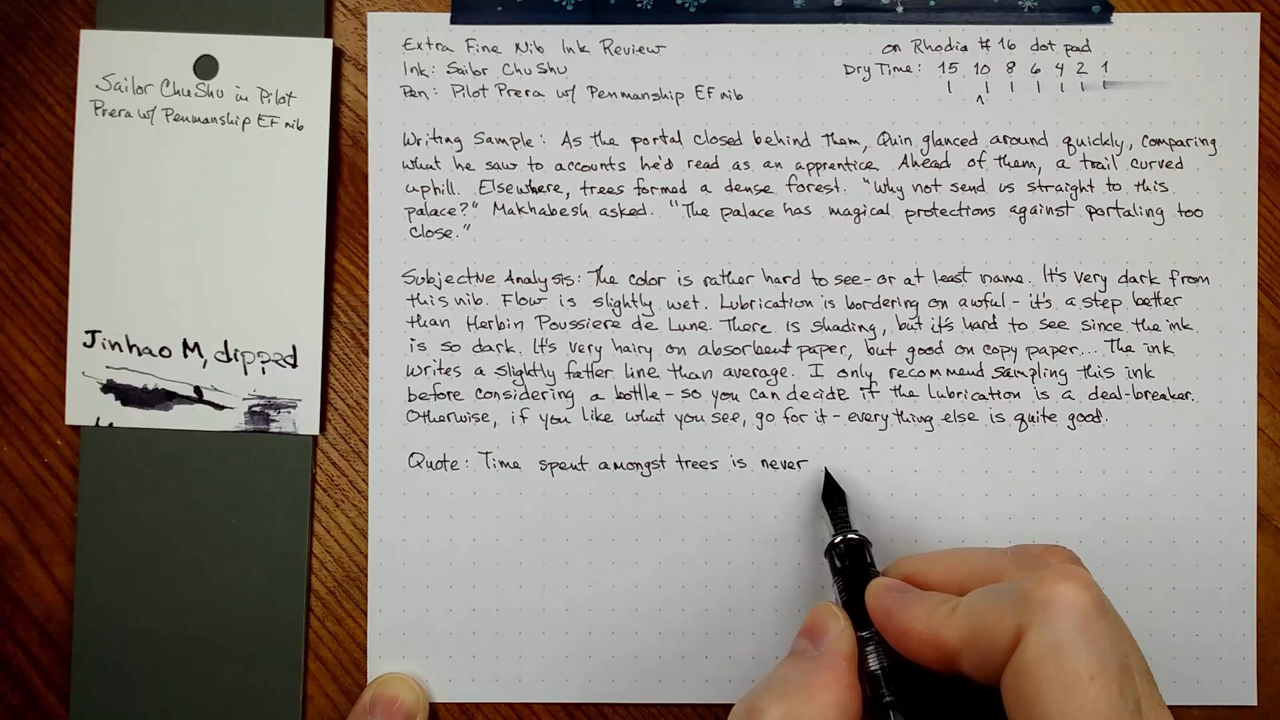 Sailor ChuShu in Pilot
Prera w/ Penmanship EF nib
Jinhao M, dipped
Extra Fine Nib Ink Review
Ink: Sailor ChuShu
Pen: Pilot Prera w/ Penmanship EF nib
on Rhodia #16 dot pad
Dry Time: 15 10 8 6 4 2 1
Writing Sample: As the portal closed behind them, Quin glanced around quickly, comparing
what he saw to accounts he'd read as an apprentice. Ahead of them, a trail curved
uphill. Elsewhere, trees formed a dense forest. "Why not send us straight to this
palace?" Makhabesh asked. "The palace has magical protections against portaling too
close."
Subjective Analysis: The color is rather hard to see - or at least name. It's very dark from
this nib. Flow is slightly wet. Lubrication is bordering on awful - it's a step better
than Herbin Poussiere de Lune. There is shading, but it's hard to see since the ink
is so dark. It's very hairy on absorbent paper, but good on copy paper... The ink
writes a slightly fatter line than average. I only recommend sampling this ink
before considering a bottle - so you can decide if the lubrication is a deal-breaker.
Otherwise, if you like what you see, go for it - everything else is quite good.
Quote: Time spent amongst trees is never